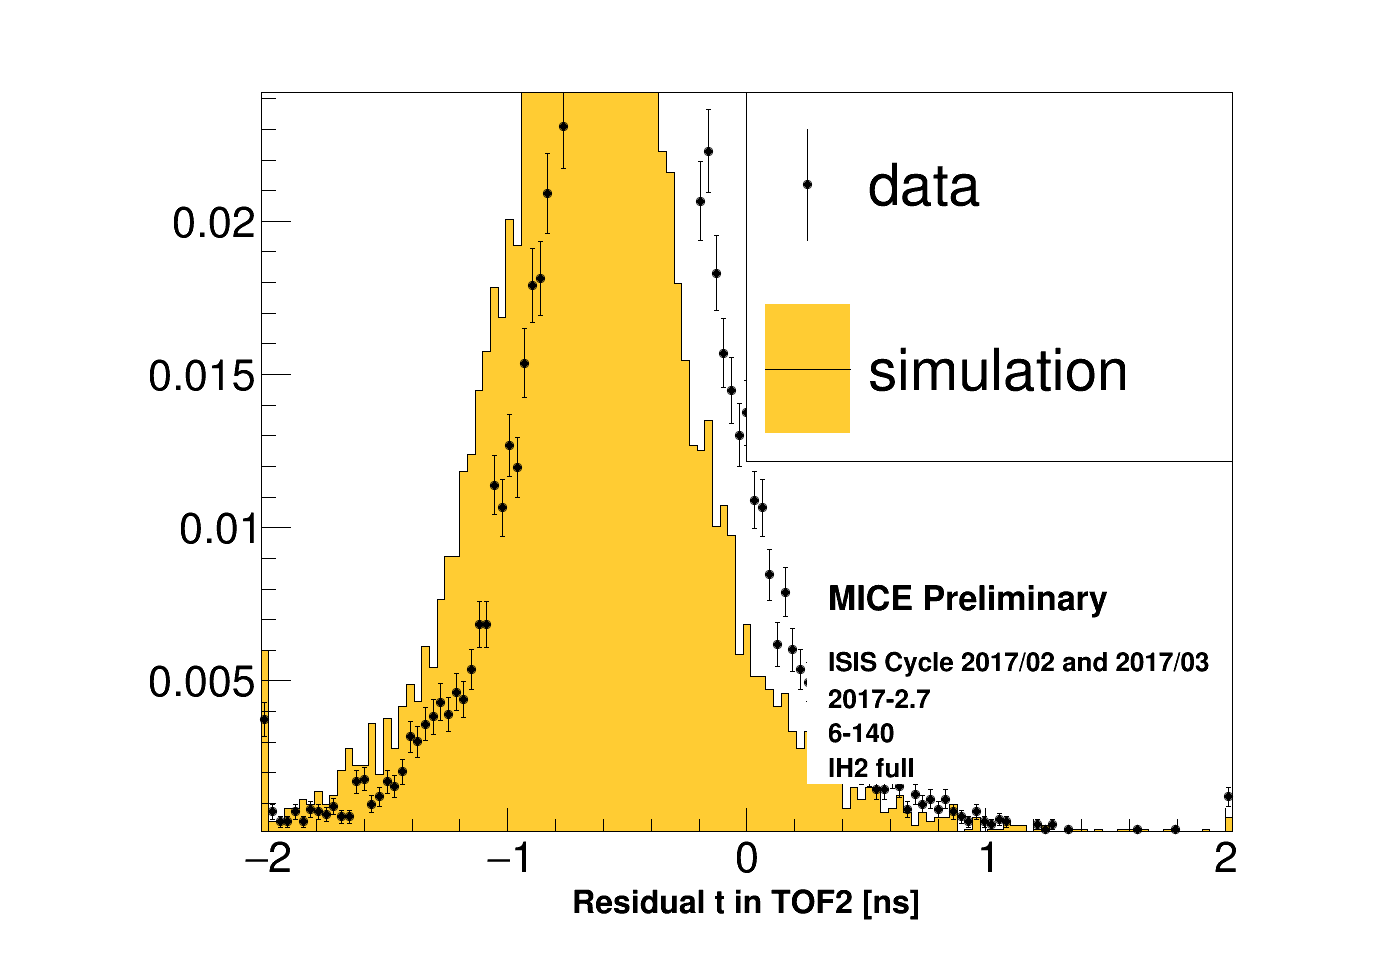 data
0.02
0.015
simulation
0.01
MICE Preliminary
ISIS Cycle 2017/02 and 2017/03
0.005
2017-2.7
6-140
IH2 full
−2 −1 0 1 2
Residual t in TOF2 [ns]